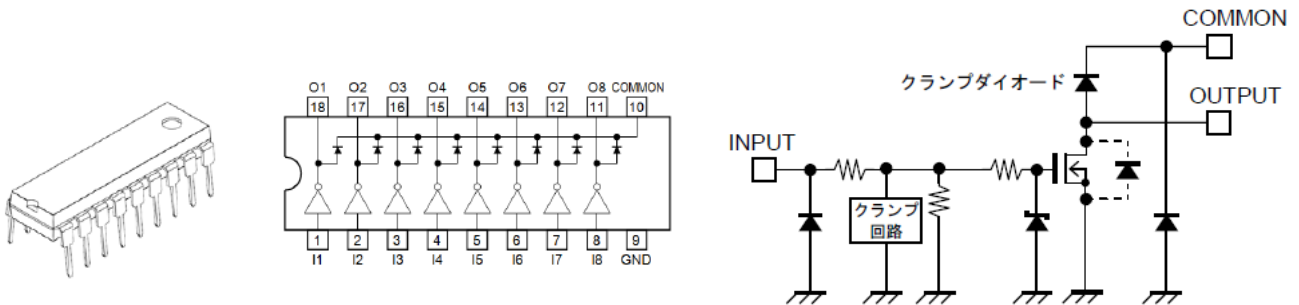 O1 O2 O3 O4 O5 O6 O7 O8 COMMON
18 17 16 15 14 13 12 11 10
1 2 3 4 5 6 7 8 9
I1 I2 I3 I4 I5 I6 I7 I8 GND
COMMON
クランプダイオード
OUTPUT
INPUT
クランプ
回路